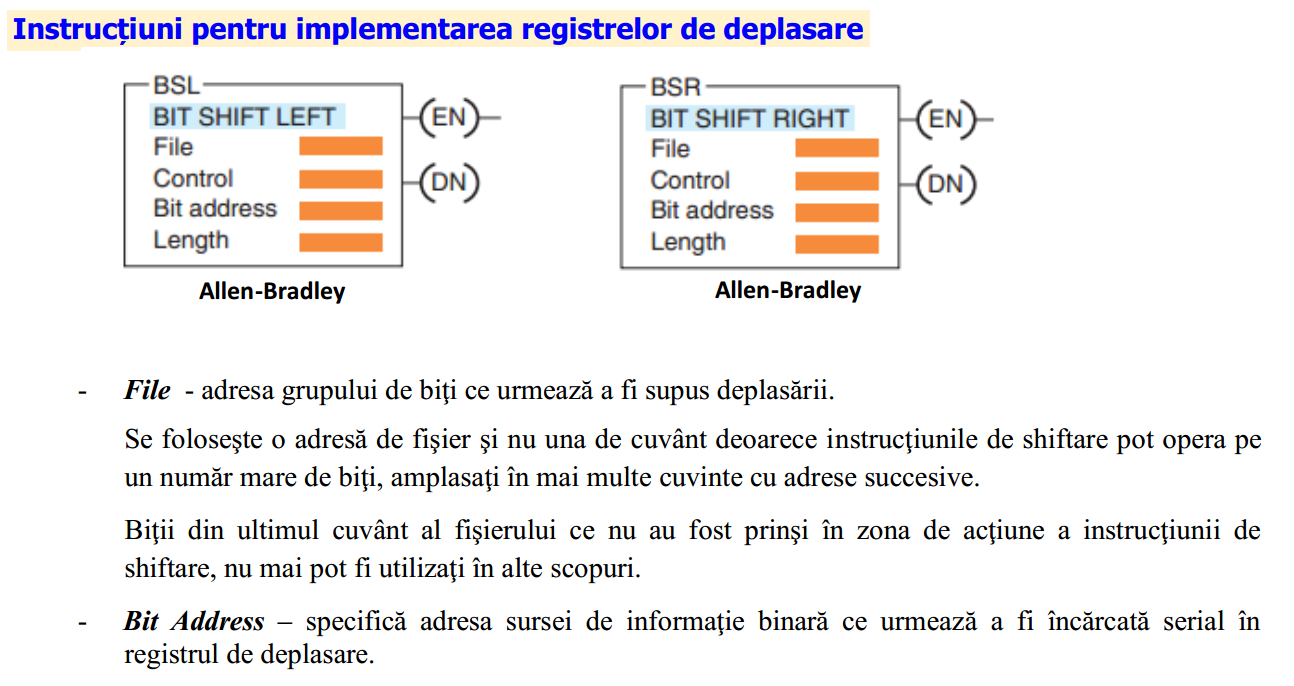 Instrucțiuni pentru implementarea registrelor de deplasare
BSL
BIT SHIFT LEFT
File
Control
Bit address
Length
(EN)
(DN)
Allen-Bradley
BSR
BIT SHIFT RIGHT
File
Control
Bit address
Length
(EN)
(DN)
Allen-Bradley
- File - adresa grupului de biţi ce urmează a fi supus deplasării.
Se foloseşte o adresă de fişier şi nu una de cuvânt deoarece instrucţiunile de shiftare pot opera pe
un număr mare de biţi, amplasaţi în mai multe cuvinte cu adrese succesive.
Biţii din ultimul cuvânt al fişierului ce nu au fost prinşi în zona de acţiune a instrucţiunii de
shiftare, nu mai pot fi utilizaţi în alte scopuri.
- Bit Address – specifică adresa sursei de informaţie binară ce urmează a fi încărcată serial în
registrul de deplasare.